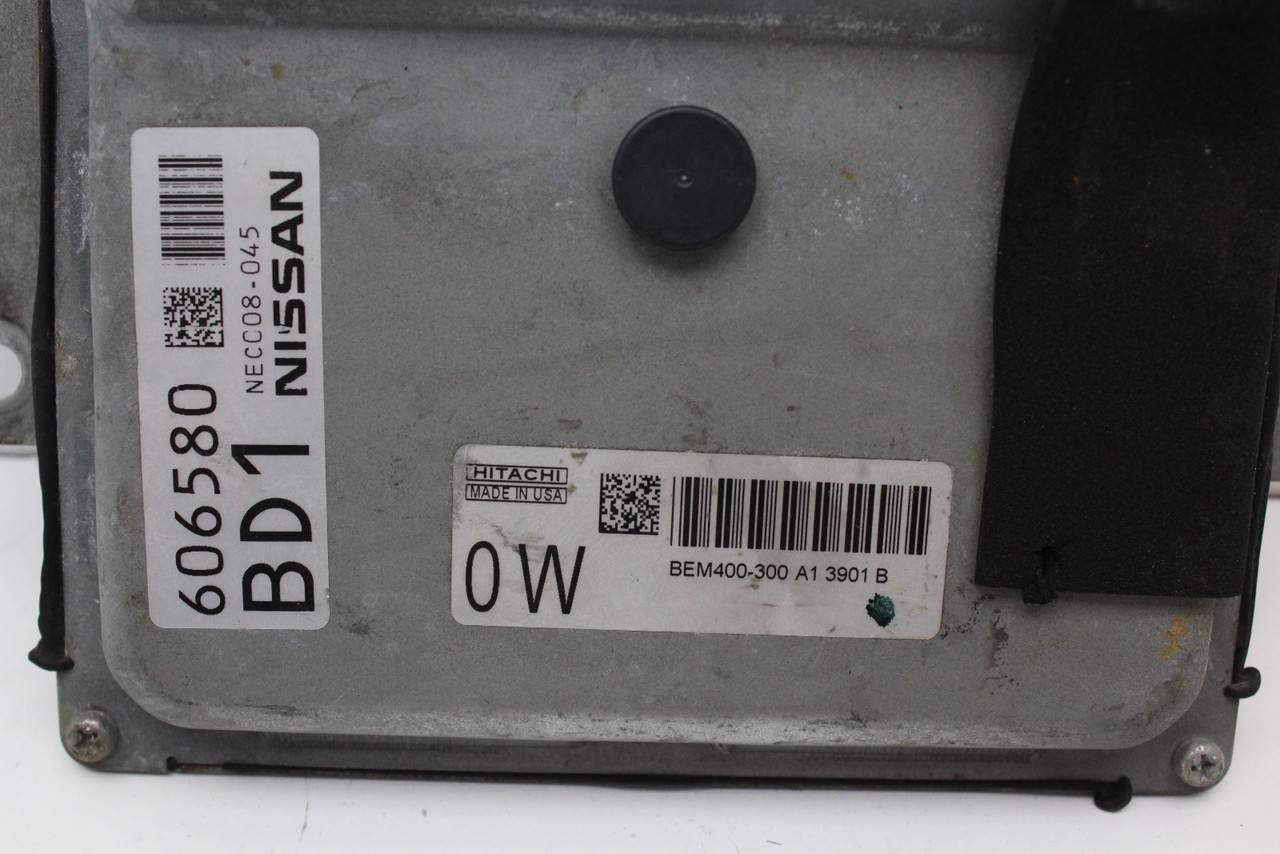 606580
BD1
NECC08-045
NISSAN
HITACHI
MADE IN USA
0W
BEM400-300 A1 3901 B